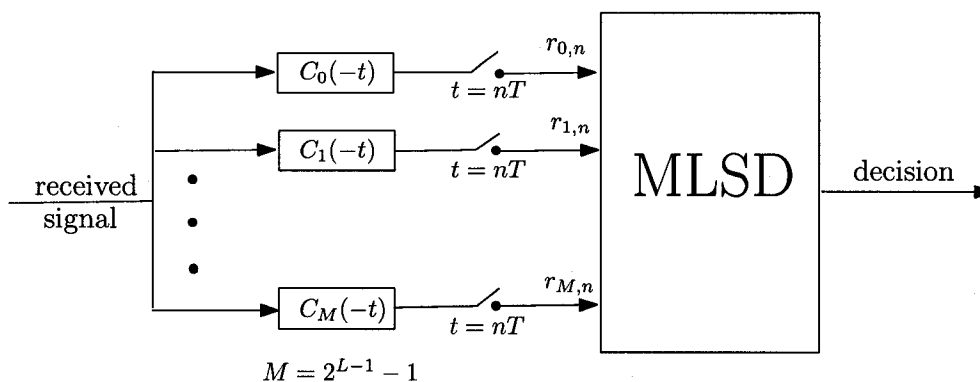 r_{0,n}
C_0(-t)
t = nT
r_{1,n}
C_1(-t)
t = nT
MLSD
received
signal
decision
r_{M,n}
C_M(-t)
t = nT
M = 2^{L-1} - 1